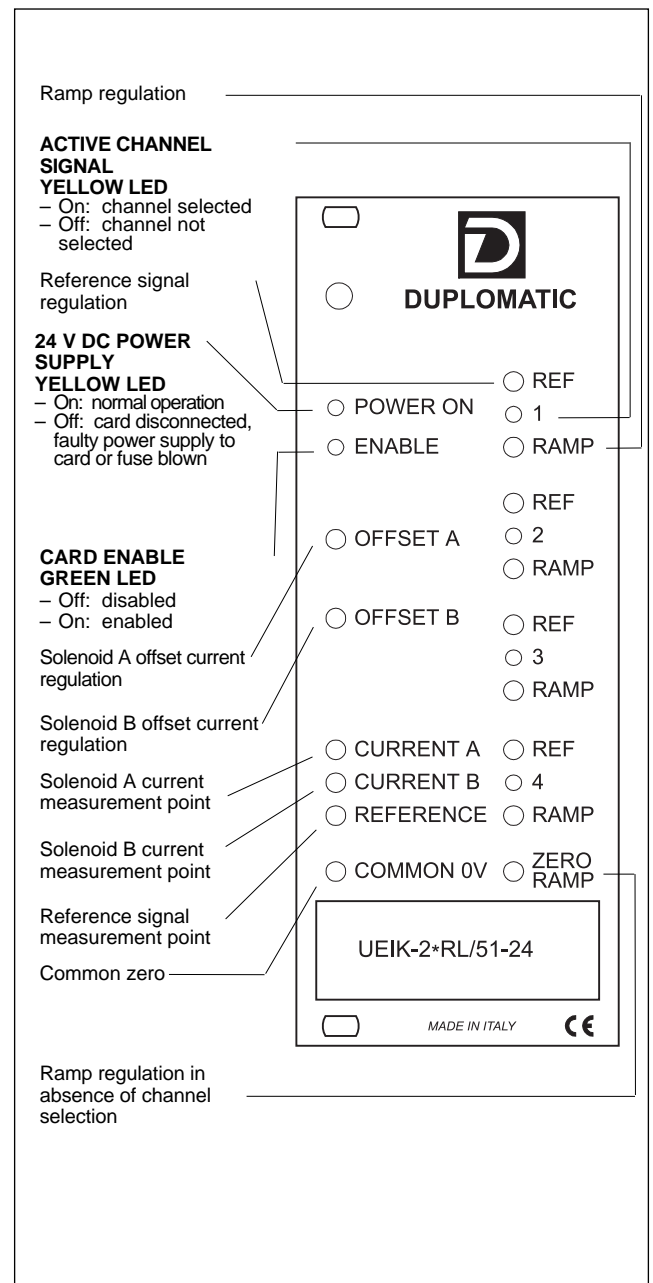 Ramp regulation
ACTIVE CHANNEL
SIGNAL
YELLOW LED
– On: channel selected
– Off: channel not
selected
Reference signal
regulation
24 V DC POWER
SUPPLY
YELLOW LED
– On: normal operation
– Off: card disconnected,
faulty power supply to
card or fuse blown
CARD ENABLE
GREEN LED
– Off: disabled
– On: enabled
Solenoid A offset current
regulation
Solenoid B offset current
regulation
Solenoid A current
measurement point
Solenoid B current
measurement point
Reference signal
measurement point
Common zero
Ramp regulation in
absence of channel
selection
D
DUPLOMATIC
POWER ON
ENABLE
OFFSET A
OFFSET B
CURRENT A
CURRENT B
REFERENCE
COMMON 0V
REF
1
RAMP
REF
2
RAMP
REF
3
RAMP
REF
4
RAMP
ZERO
RAMP
UEIK-2*RL/51-24
MADE IN ITALY
CE